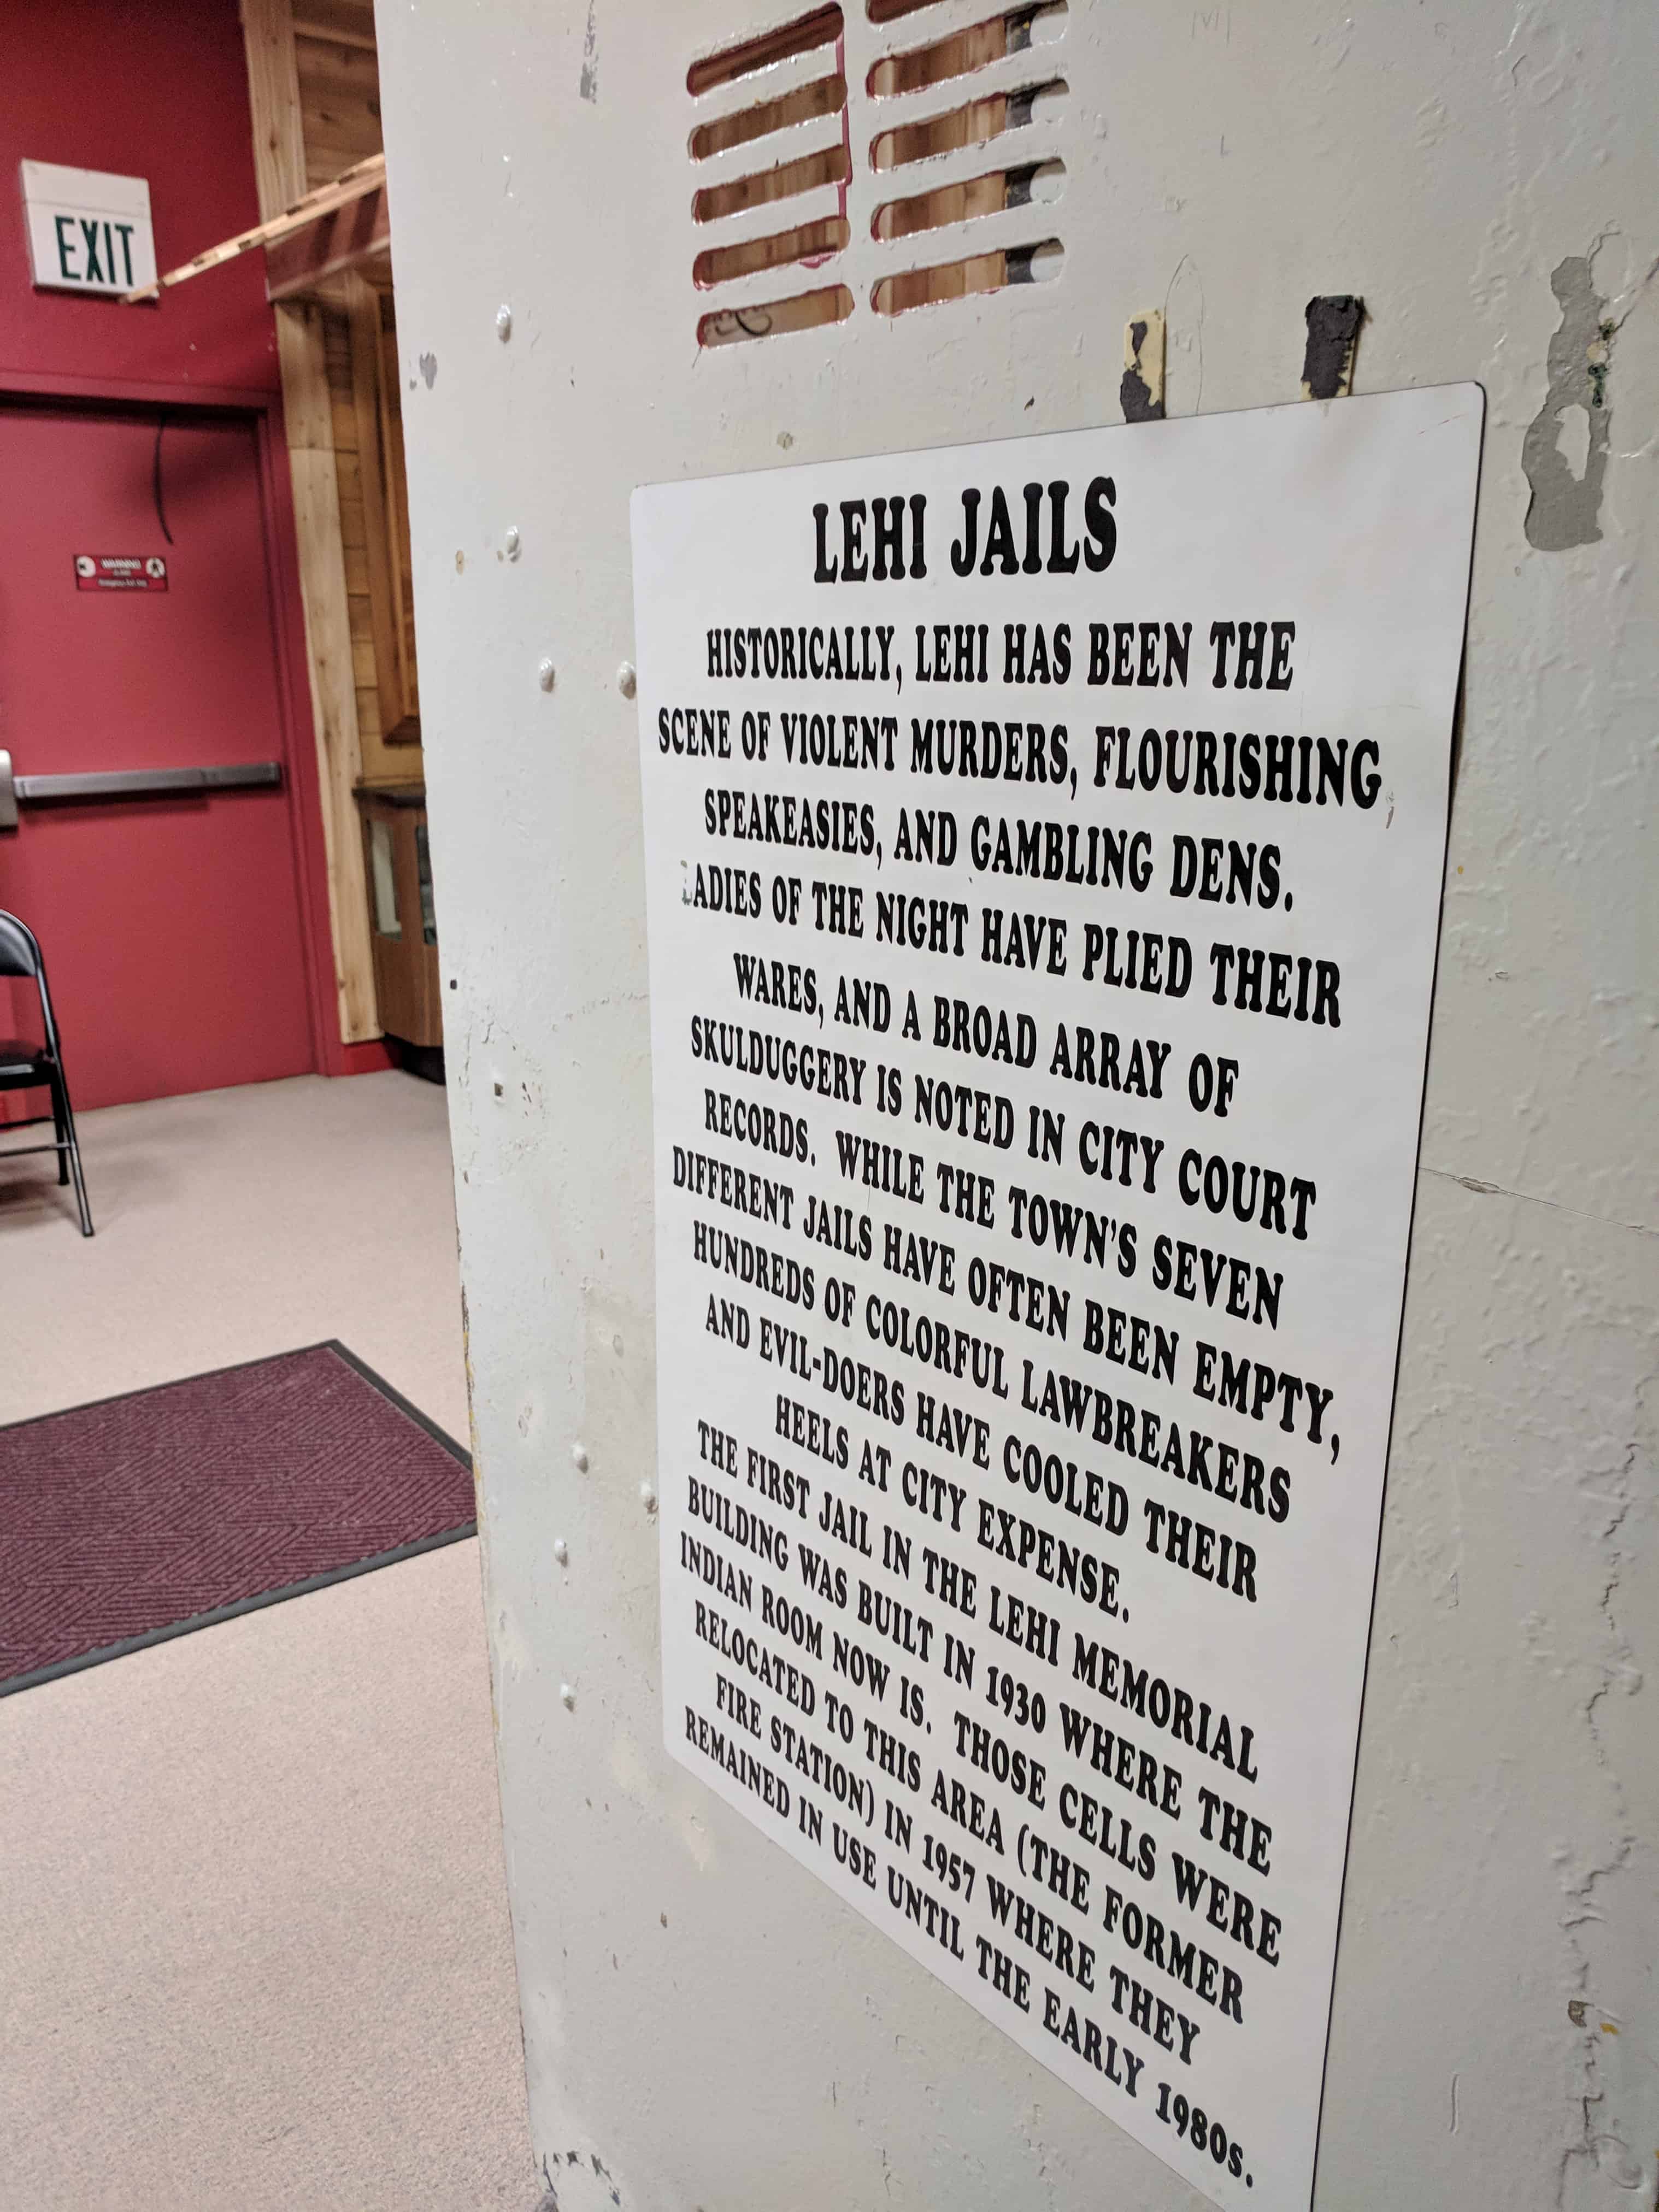 EXIT
WARNING!
LEHI JAILS
HISTORICALLY, LEHI HAS BEEN THE
SCENE OF VIOLENT MURDERS, FLOURISHING
SPEAKEASIES, AND GAMBLING DENS.
LADIES OF THE NIGHT HAVE PLIED THEIR
WARES, AND A BROAD ARRAY OF
SKULDUGGERY IS NOTED IN CITY COURT
RECORDS. WHILE THE TOWN'S SEVEN
DIFFERENT JAILS HAVE OFTEN BEEN EMPTY,
HUNDREDS OF COLORFUL LAWBREAKERS
AND EVIL-DOERS HAVE COOLED THEIR
HEELS AT CITY EXPENSE.
THE FIRST JAIL IN THE LEHI MEMORIAL
BUILDING WAS BUILT IN 1930 WHERE THE
INDIAN ROOM NOW IS. THOSE CELLS WERE
RELOCATED TO THIS AREA (THE FORMER
FIRE STATION) IN 1957 WHERE THEY
REMAINED IN USE UNTIL THE EARLY 1980s.